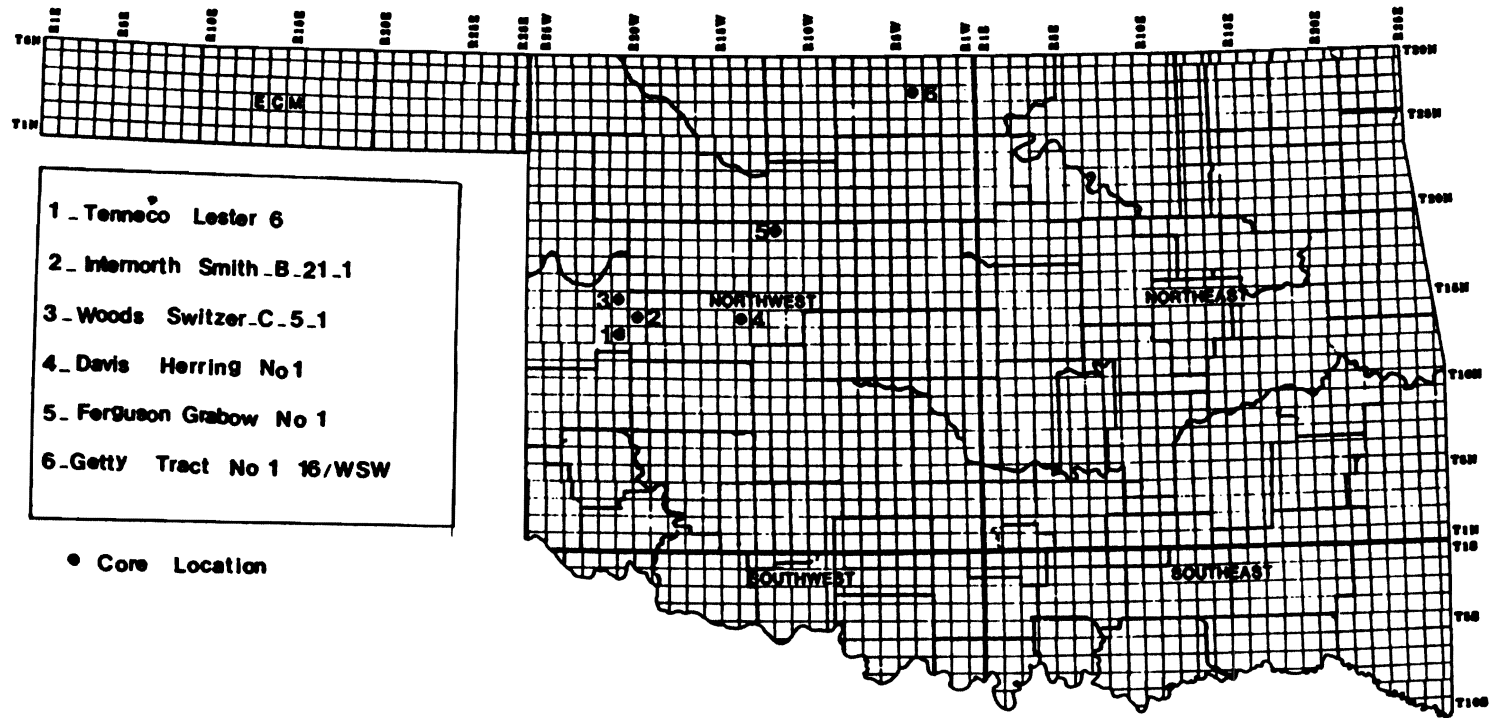 R1E R5E R10E R15E R20E R25E R28E R26W R20W R15W R10W R5W R1W R1E R5E R10E R15E R20E R25E
T6N
T1N
ECM
T29N
T25N
T20N
T15N
T10N
T5N
T1N
T1S
T5S
T10S
1 _ Tenneco Lester 6
2 _ Internorth Smith _ B _ 21 _ 1
3 _ Woods Switzer _ C _ 5 _ 1
4 _ Davis Herring No 1
5 _ Ferguson Grabow No 1
6 _ Getty Tract No 1 16/WSW
● Core Location
6
5
3
NORTHWEST
NORTHEAST
2
4
1
SOUTHWEST
SOUTHEAST